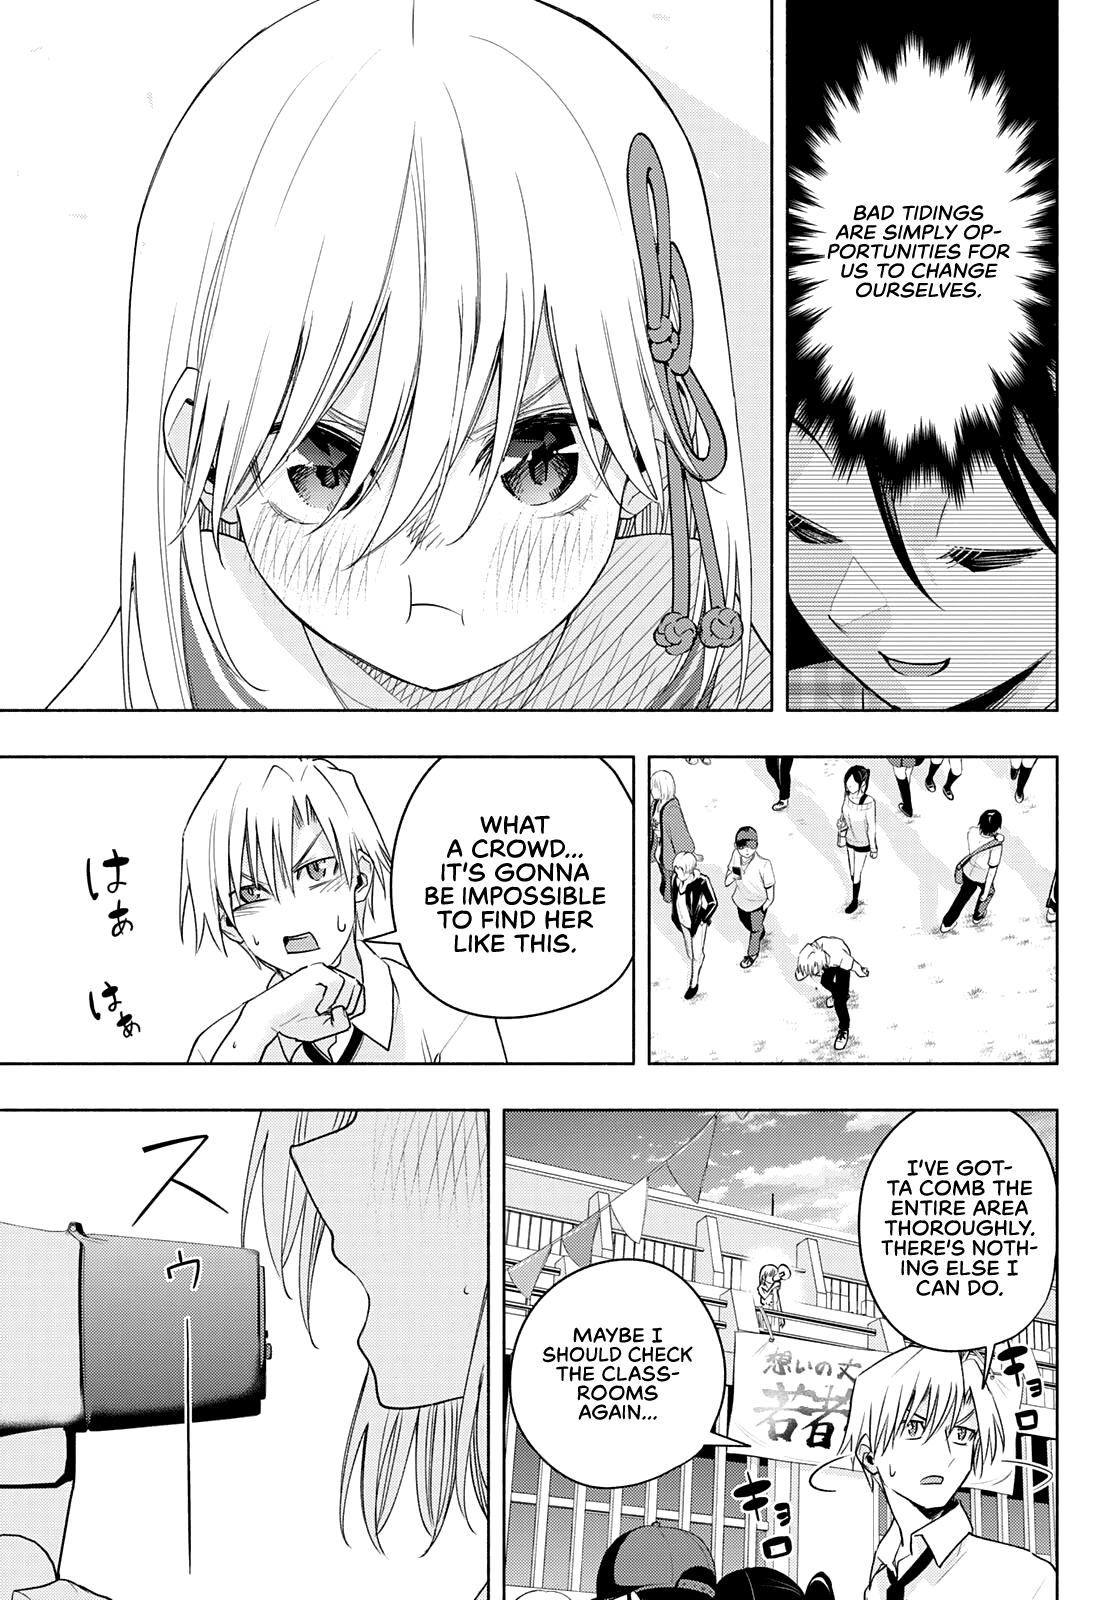 BAD TIDINGS
ARE SIMPLY OP-
PORTUNITIES FOR
US TO CHANGE
OURSELVES.
WHAT
A CROWD...
IT'S GONNA
BE IMPOSSIBLE
TO FIND HER
LIKE THIS.
はぁ
はぁ
I'VE GOT-
TA COMB THE
ENTIRE AREA
THOROUGHLY.
THERE'S NOTH-
ING ELSE I
CAN DO.
想いの丈
若者
キョロ
MAYBE I
SHOULD CHECK
THE CLASS-
ROOMS
AGAIN...
キョロ
スゥー